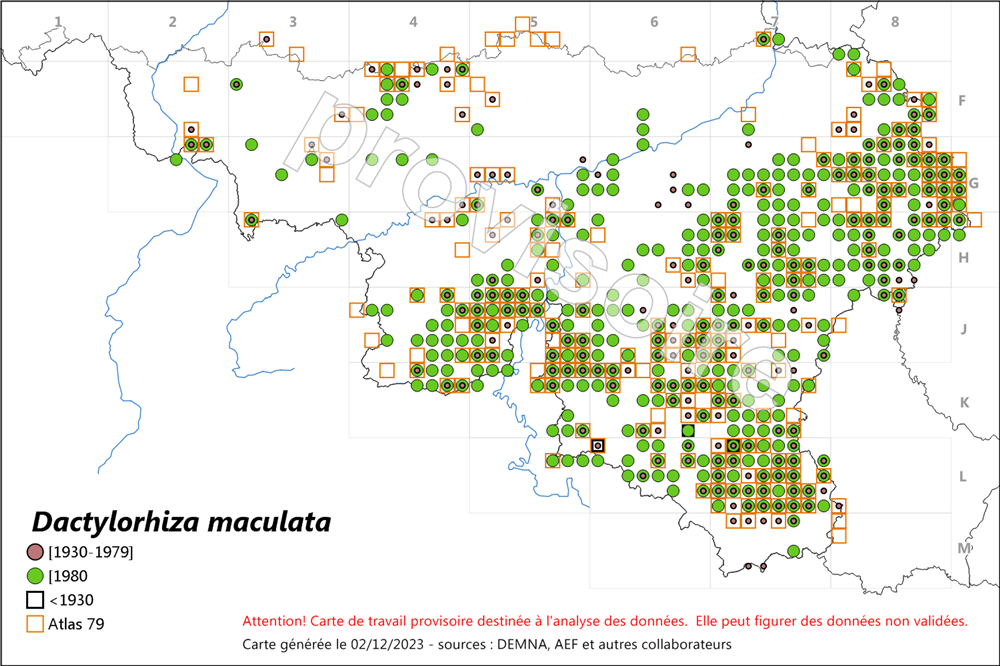 1 2 3 4 5 6 7 8
F
G
H
J
K
L
M
provisoire
Dactylorhiza maculata
[1930-1979]
[1980
<1930
Atlas 79
Attention! Carte de travail provisoire destinée à l'analyse des données. Elle peut figurer des données non validées.
Carte générée le 02/12/2023 - sources : DEMNA, AEF et autres collaborateurs